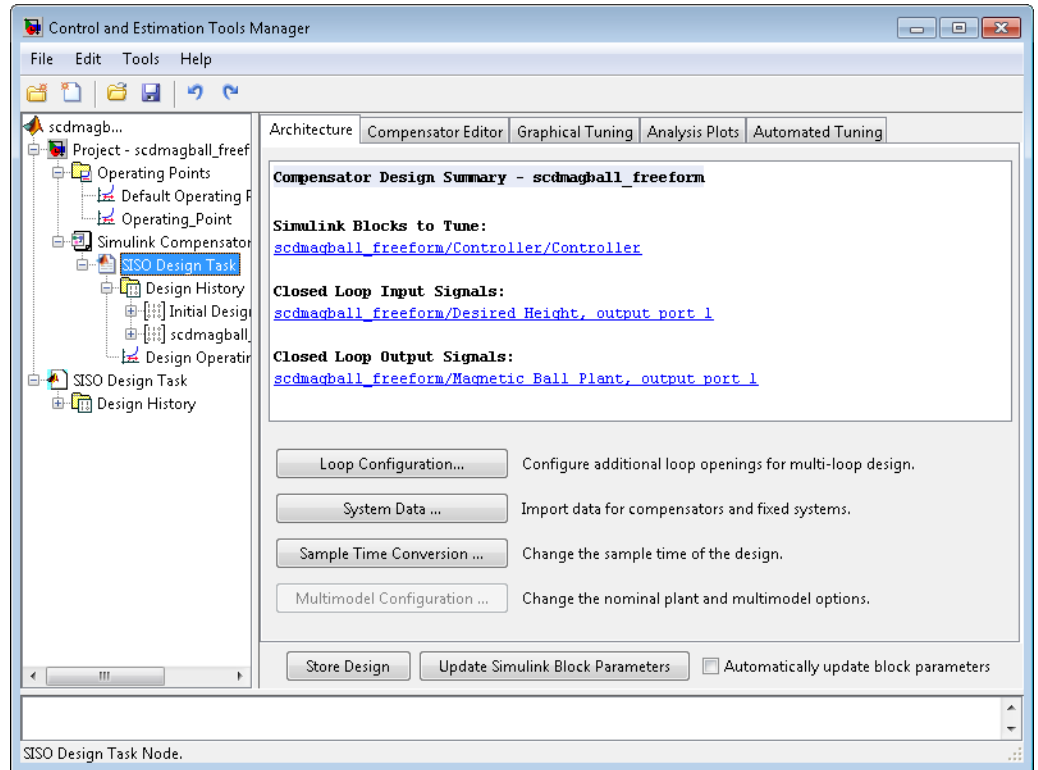 Control and Estimation Tools Manager
File Edit Tools Help
scdmagb...
Project - scdmagball_freef
Operating Points
Default Operating P
Operating_Point
Simulink Compensator
SISO Design Task
Design History
Initial Design
scdmagball_
Design Operatin
SISO Design Task
Design History
Architecture Compensator Editor Graphical Tuning Analysis Plots Automated Tuning
Compensator Design Summary - scdmagball_freeform
Simulink Blocks to Tune:
scdmagball_freeform/Controller/Controller
Closed Loop Input Signals:
scdmagball_freeform/Desired Height, output port 1
Closed Loop Output Signals:
scdmagball_freeform/Magnetic Ball Plant, output port 1
Loop Configuration... Configure additional loop openings for multi-loop design.
System Data ... Import data for compensators and fixed systems.
Sample Time Conversion ... Change the sample time of the design.
Multimodel Configuration ... Change the nominal plant and multimodel options.
Store Design Update Simulink Block Parameters Automatically update block parameters
SISO Design Task Node.